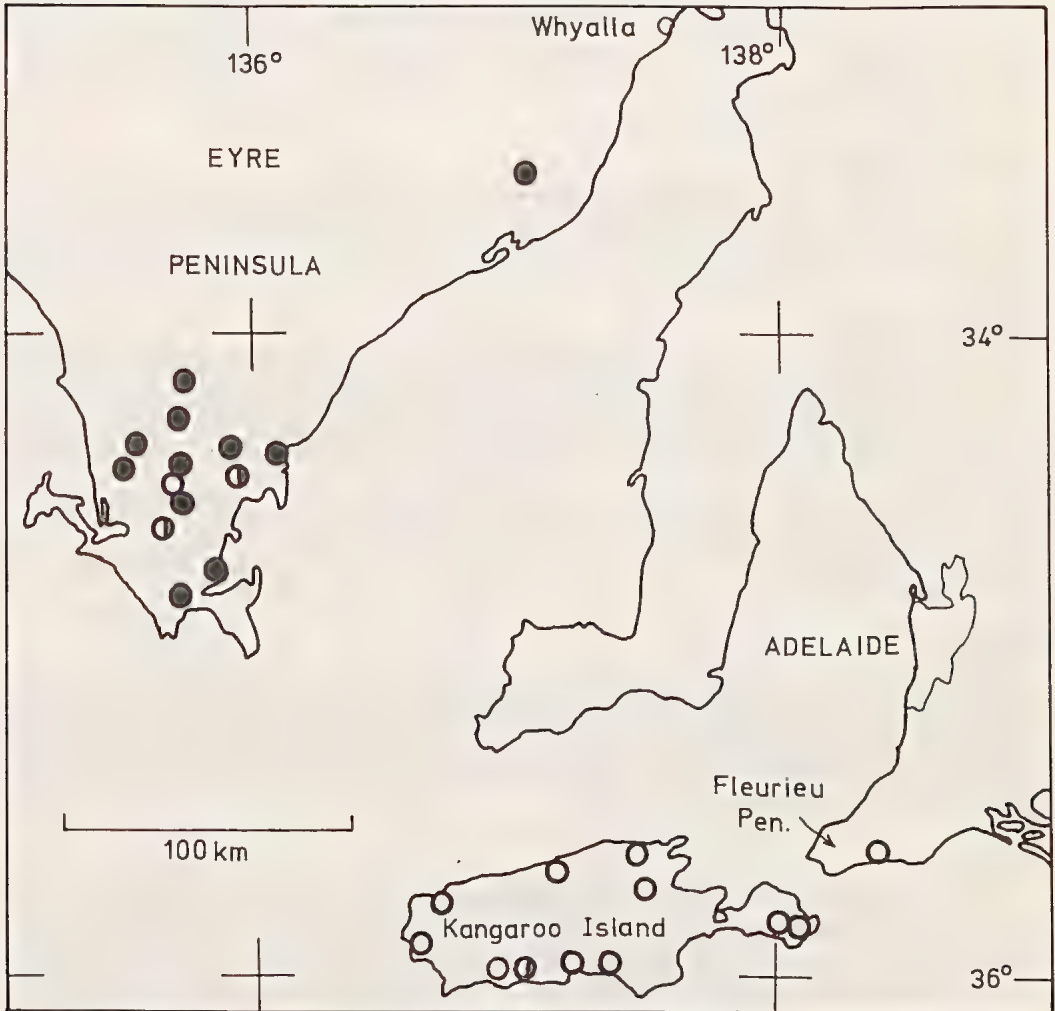 Whyalla
136°
138°
EYRE
PENINSULA
34°
ADELAIDE
Fleurieu
Pen.
100 km
Kangaroo Island
36°